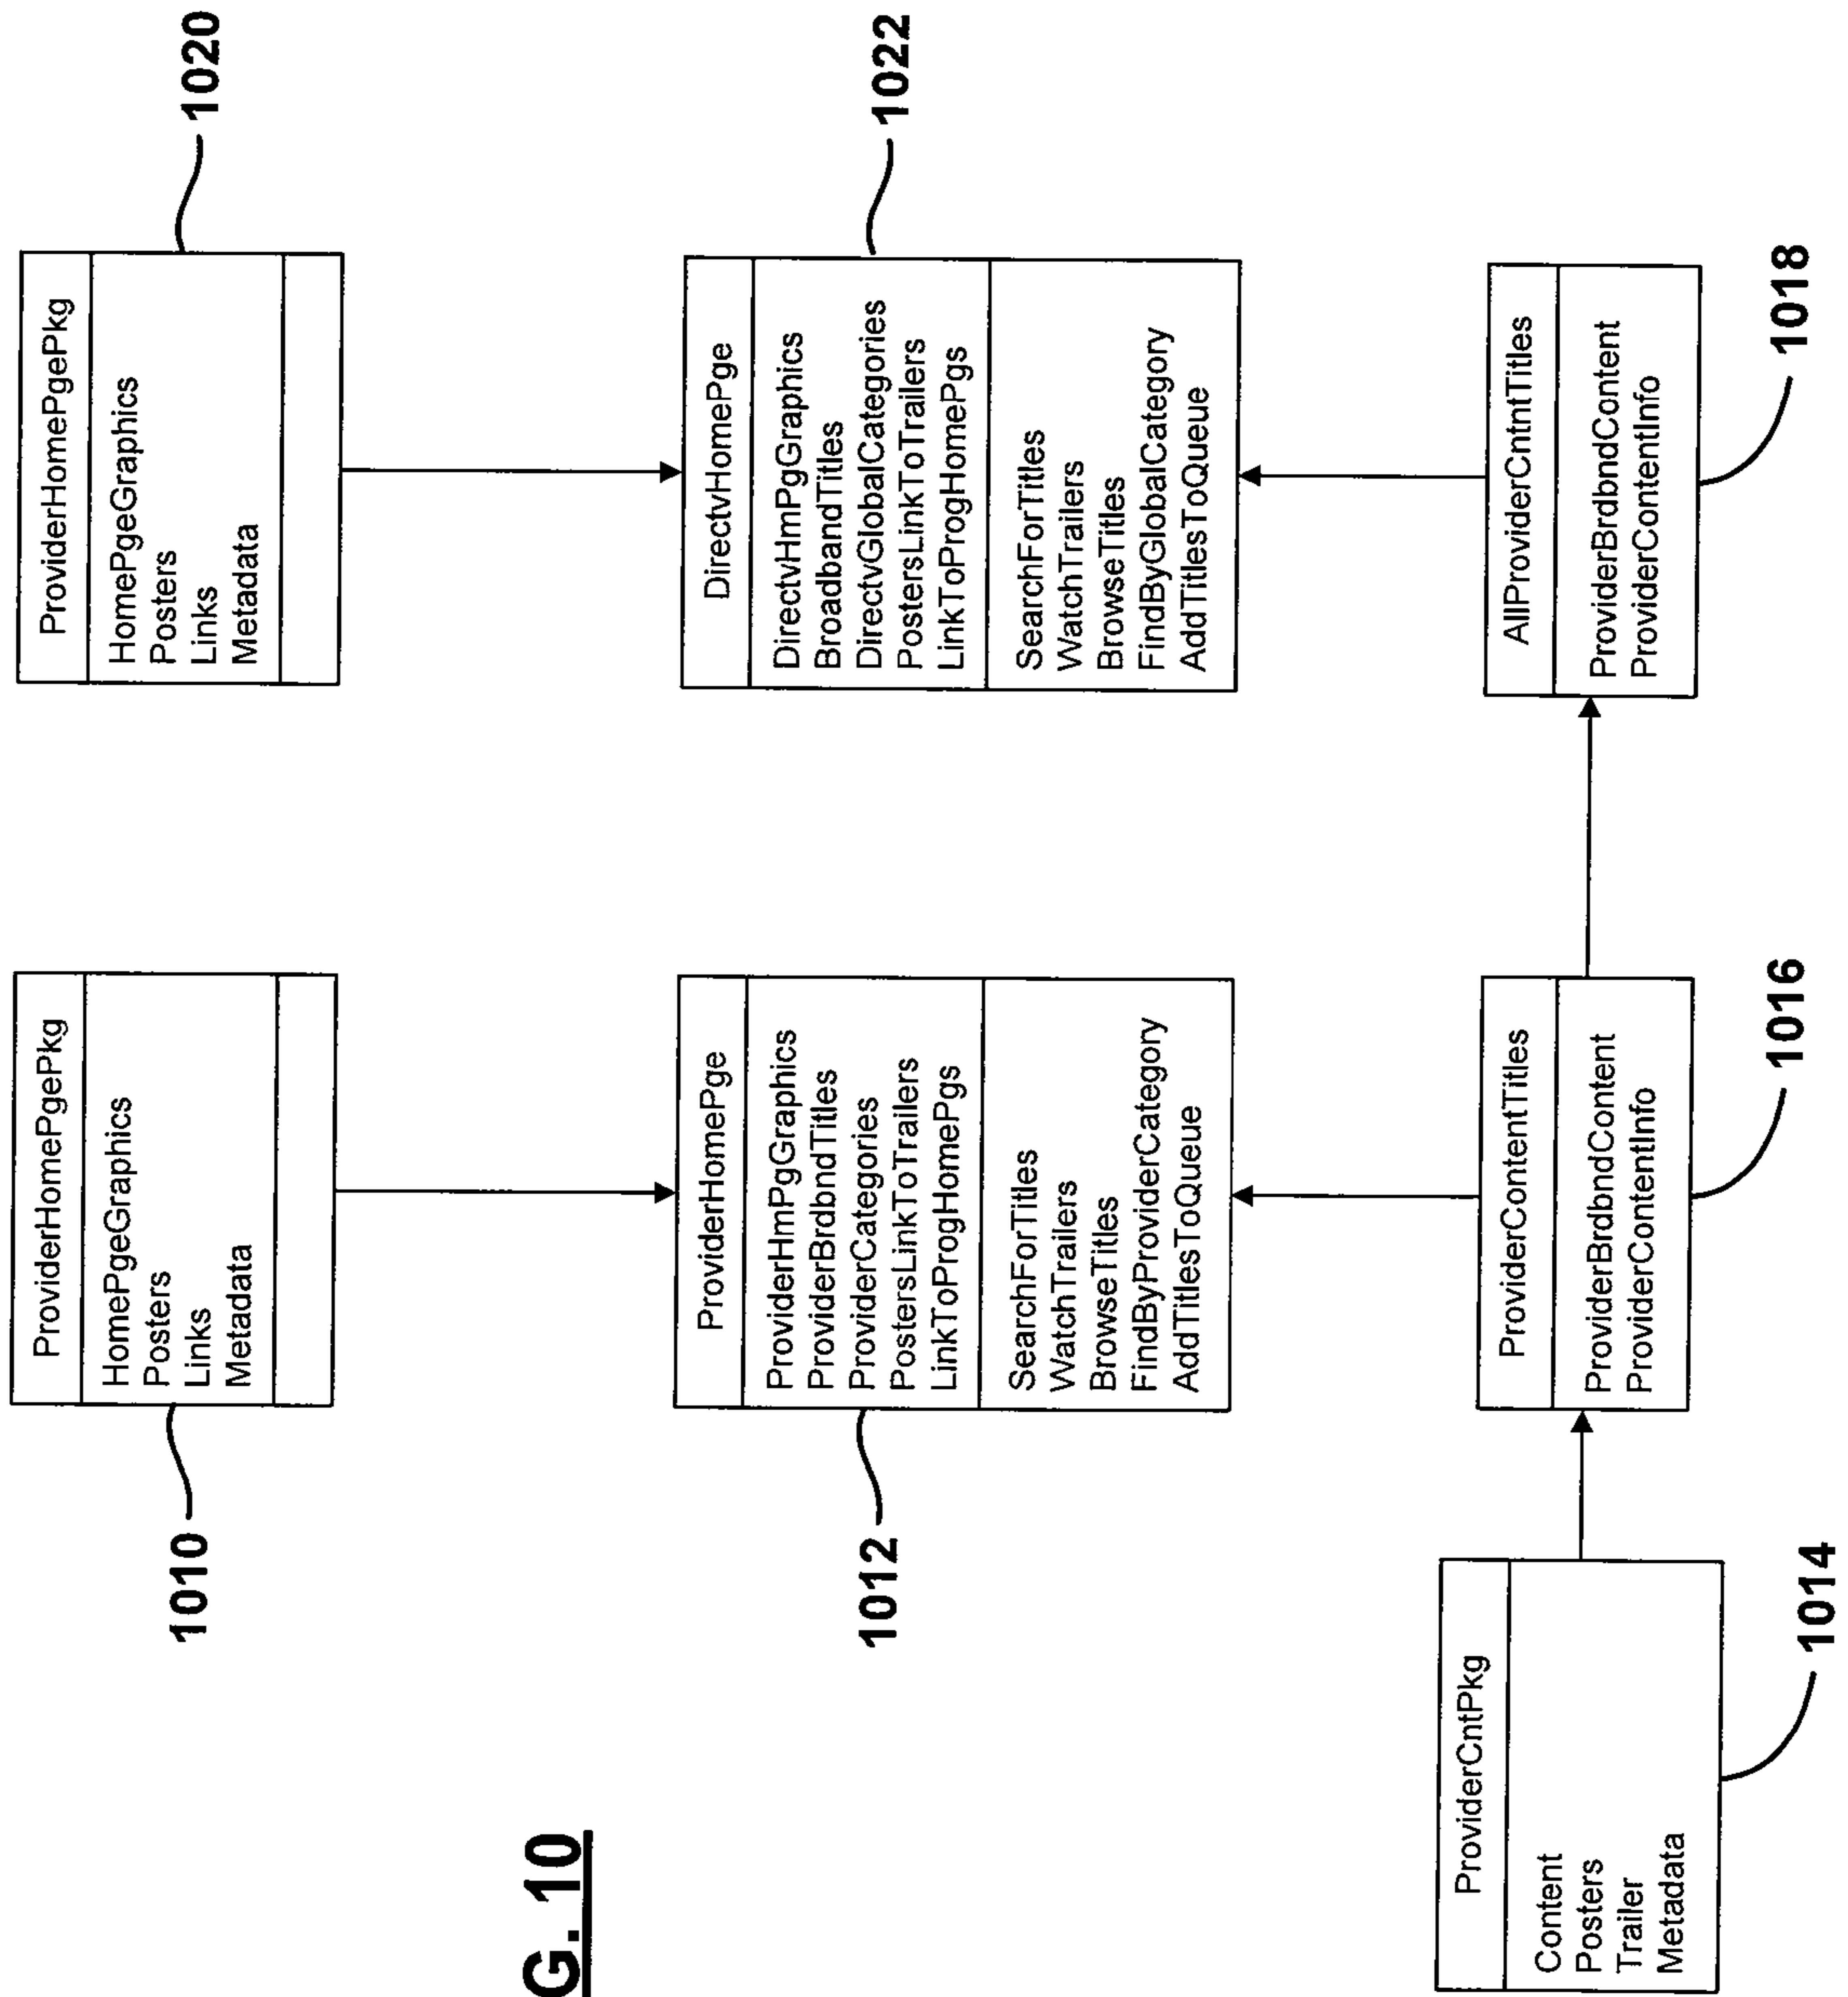 ProviderHomePgePkg
HomePgeGraphics
Posters
Links
Metadata
1010
ProviderHomePgePkg
HomePgeGraphics
Posters
Links
Metadata
1020
G. 10
ProviderHomePge
ProviderHmPgGraphics
ProviderBrdbndTitles
ProviderCategories
PostersLinkToTrailers
LinkToProgHomePgs
SearchForTitles
WatchTrailers
BrowseTitles
FindByProviderCategory
AddTitlesToQueue
1012
DirectvHomePge
DirectvHmPgGraphics
BroadbandTitles
DirectvGlobalCategories
PostersLinkToTrailers
LinkToProgHomePgs
SearchForTitles
WatchTrailers
BrowseTitles
FindByGlobalCategory
AddTitlesToQueue
1022
ProviderCntPkg
Content
Posters
Trailer
Metadata
1014
ProviderContentTitles
ProviderBrdbndContent
ProviderContentInfo
1016
AllProviderCntntTitles
ProviderBrdbndContent
ProviderContentInfo
1018